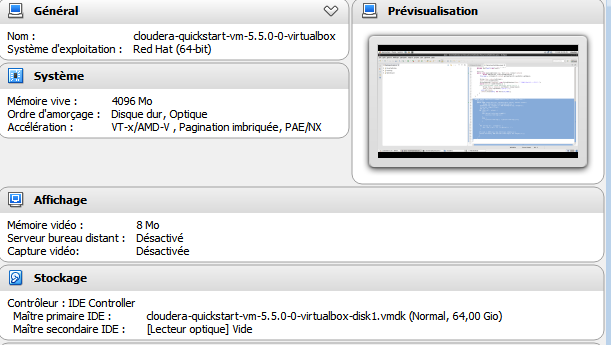 Général
Nom : cloudera-quickstart-vm-5.5.0-0-virtualbox
Système d'exploitation : Red Hat (64-bit)
Prévisualisation
Système
Mémoire vive : 4096 Mo
Ordre d'amorçage : Disque dur, Optique
Accélération : VT-x/AMD-V , Pagination imbriquée, PAE/NX
Affichage
Mémoire vidéo : 8 Mo
Serveur bureau distant : Désactivé
Capture vidéo: Désactivée
Stockage
Contrôleur : IDE Controller
Maître primaire IDE : cloudera-quickstart-vm-5.5.0-0-virtualbox-disk1.vmdk (Normal, 64,00 Gio)
Maître secondaire IDE : [Lecteur optique] Vide